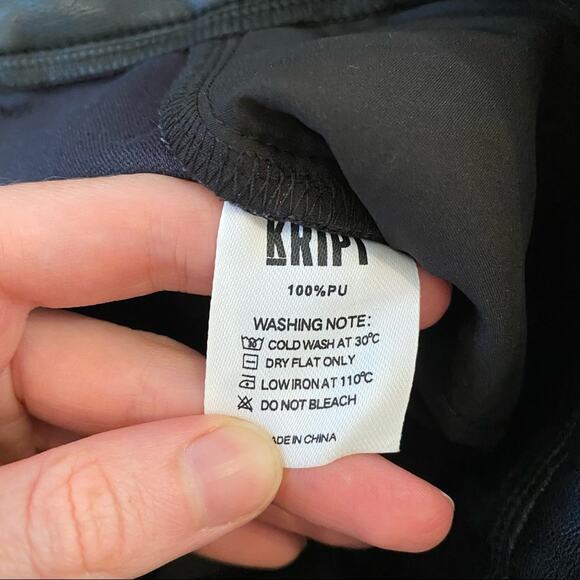 KRIPT
100%PU
WASHING NOTE:
COLD WASH AT 30°C
DRY FLAT ONLY
LOW IRON AT 110°C
DO NOT BLEACH
ADE IN CHINA